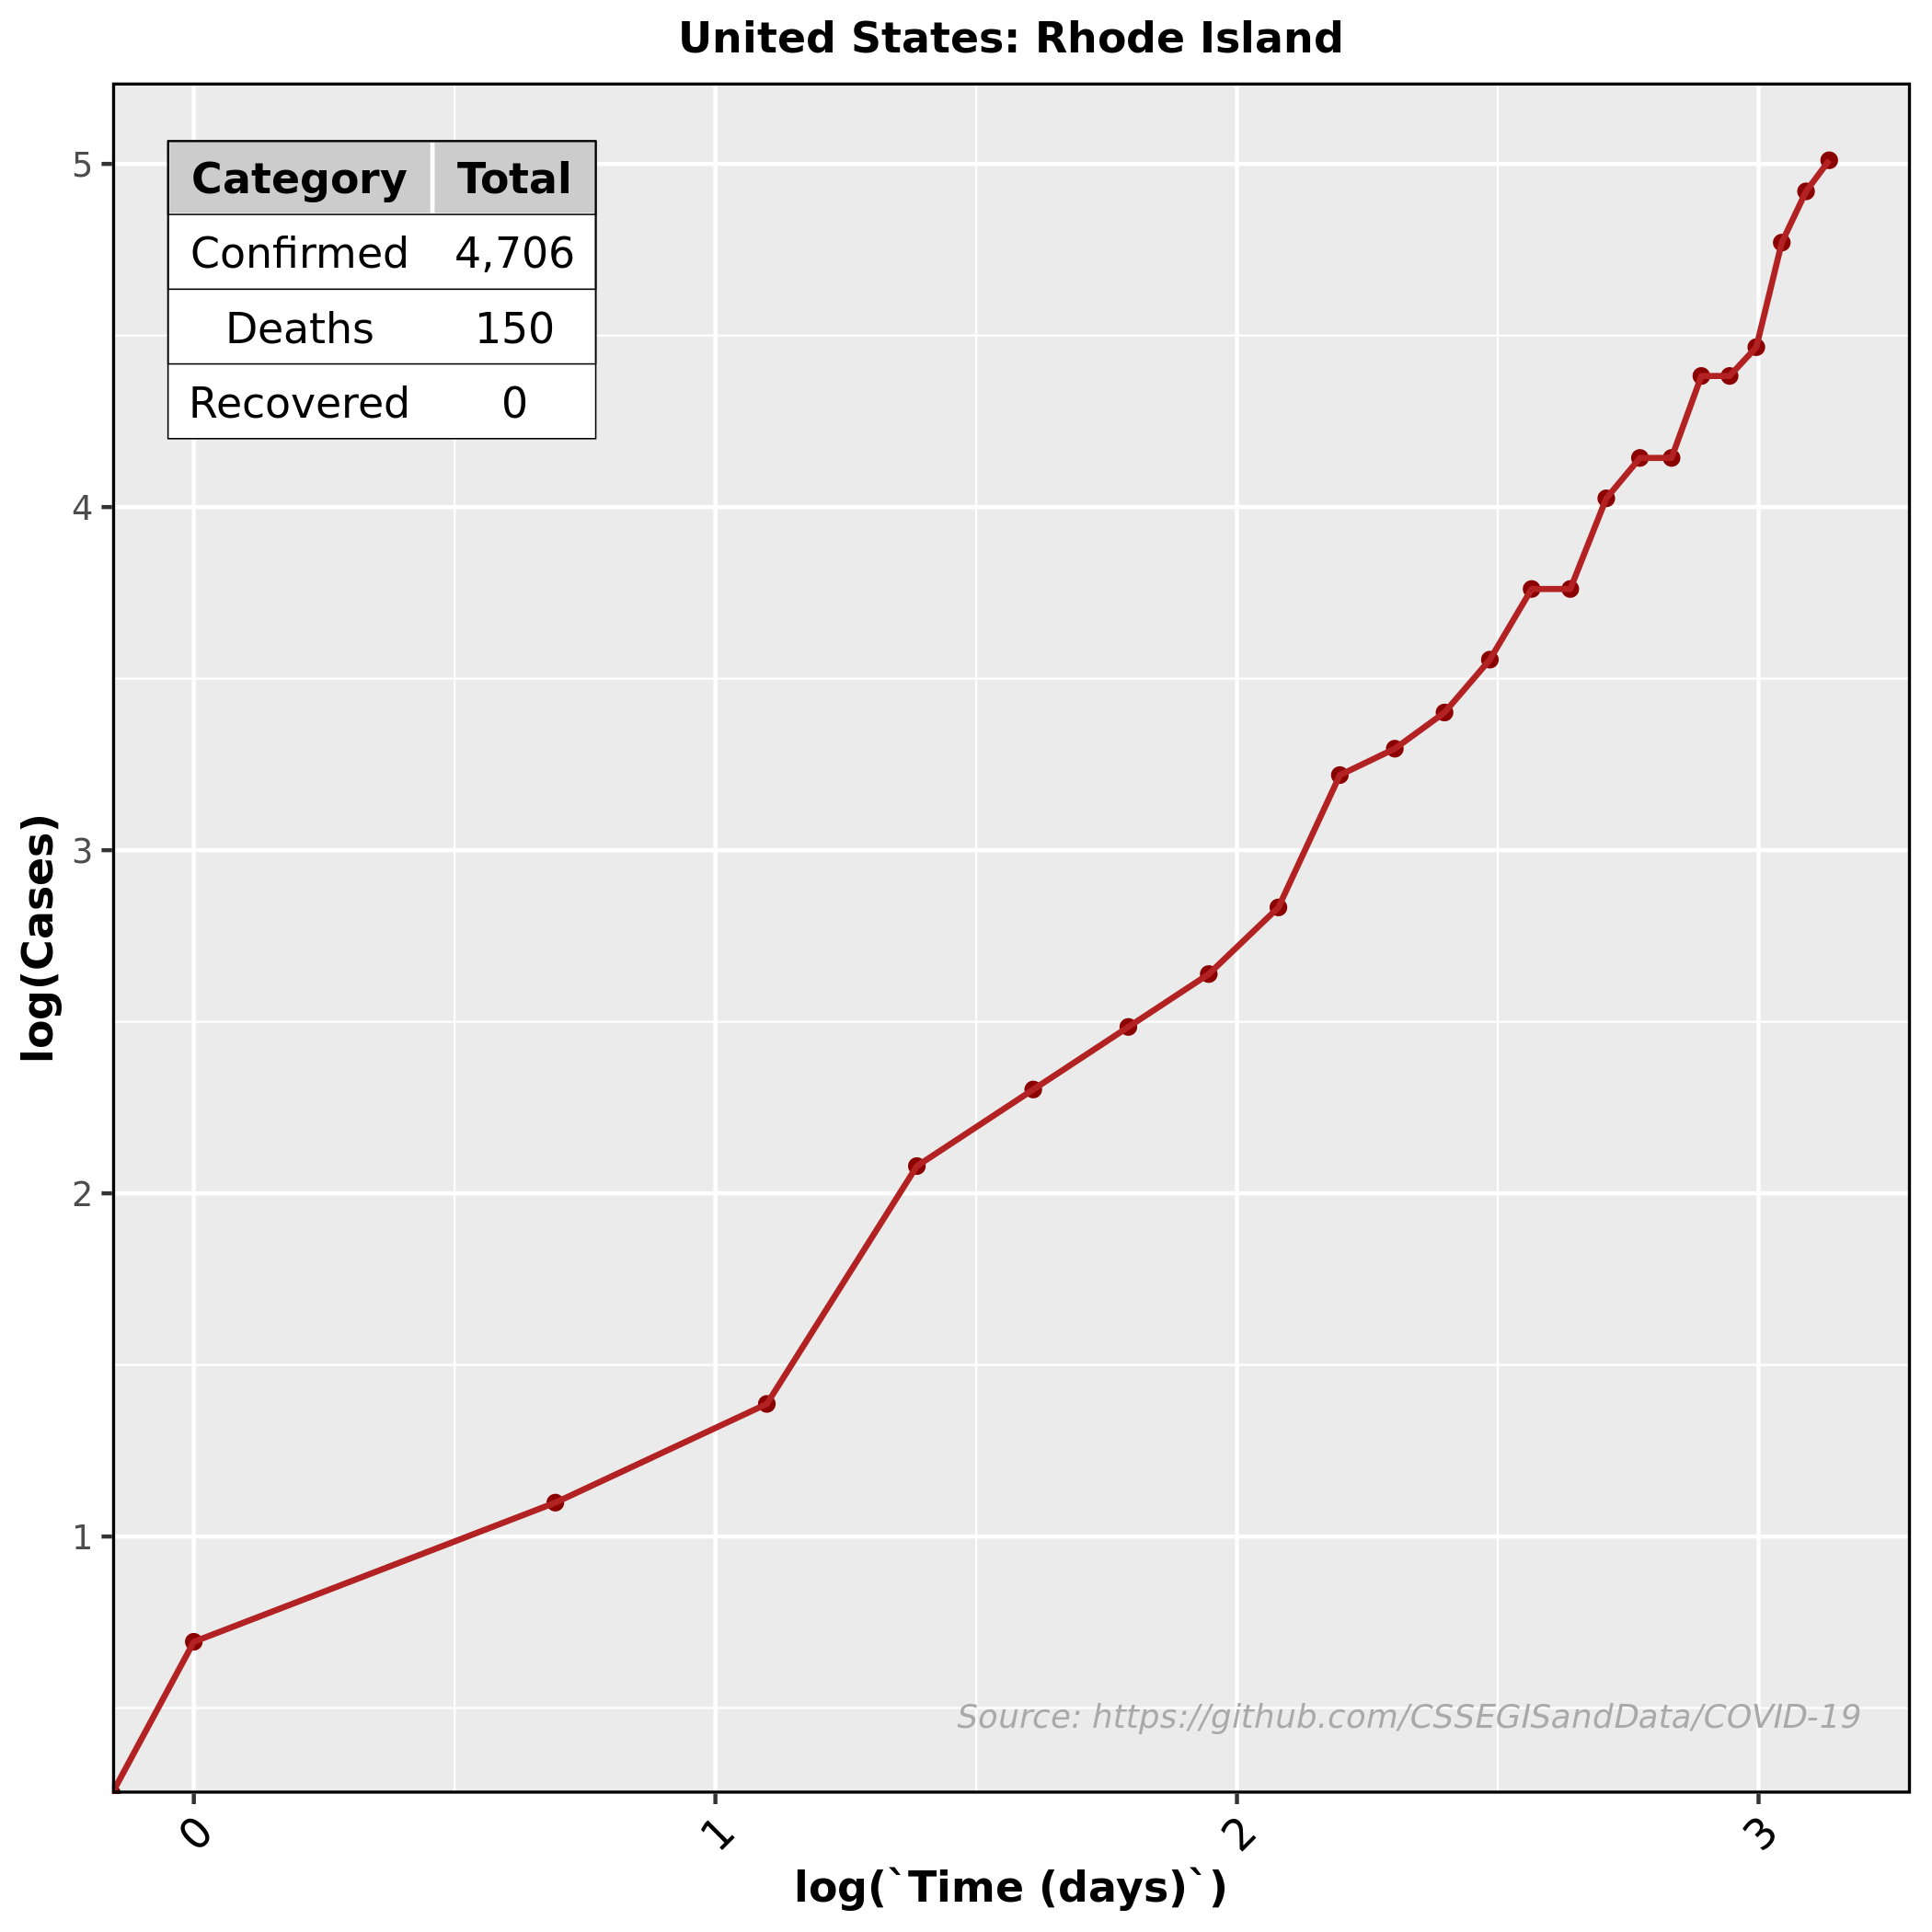 United States: Rhode Island
Category Total
Confirmed 4,706
Deaths 150
Recovered 0
5
4
3
2
1
log(Cases)
Source: https://github.com/CSSEGISandData/COVID-19
0 1 2 3
log(`Time (days)`)